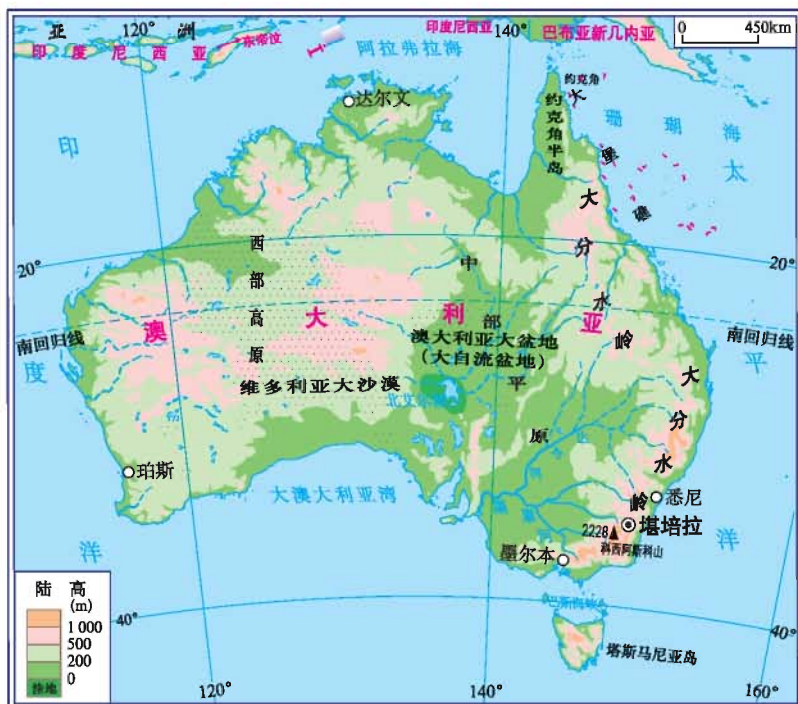 亚 洲
120°
印度尼西亚
140°
巴布亚新几内亚
0 450km
印度尼西亚
东帝汶
阿拉弗拉海
约克角
达尔文
约克角半岛
大堡礁
珊瑚海
印度洋
太平洋
大分水岭
西部高原
中部平原
20°
20°
澳大利亚
南回归线
南回归线
澳大利亚大盆地
(大自流盆地)
维多利亚大沙漠
大分水岭
珀斯
大澳大利亚湾
悉尼
堪培拉
2228
科西阿斯科山
墨尔本
陆 高
(m)
1 000
500
200
0
洼地
巴斯海峡
40°
40°
塔斯马尼亚岛
120°
140°
160°